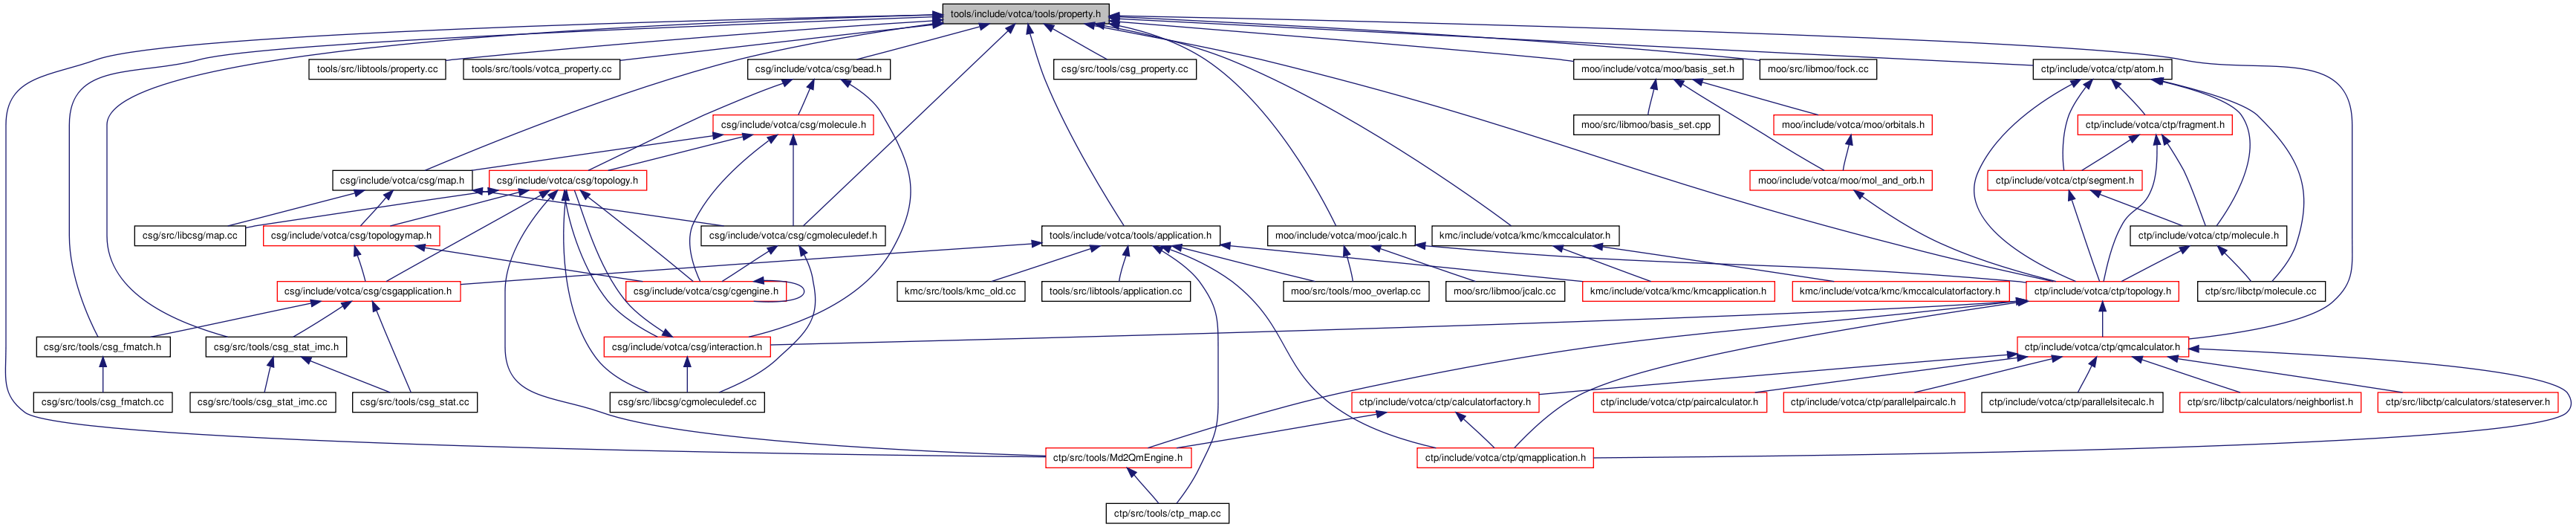 tools/include/votca/tools/property.h
tools/src/libtools/property.cc
tools/src/tools/votca_property.cc
csg/include/votca/csg/bead.h
csg/src/tools/csg_property.cc
moo/include/votca/moo/basis_set.h
moo/src/libmoo/fock.cc
ctp/include/votca/ctp/atom.h
csg/include/votca/csg/molecule.h
moo/src/libmoo/basis_set.cpp
moo/include/votca/moo/orbitals.h
ctp/include/votca/ctp/fragment.h
csg/include/votca/csg/map.h
csg/include/votca/csg/topology.h
moo/include/votca/moo/mol_and_orb.h
ctp/include/votca/ctp/segment.h
csg/src/libcsg/map.cc
csg/include/votca/csg/topologymap.h
csg/include/votca/csg/cgmoleculedef.h
tools/include/votca/tools/application.h
moo/include/votca/moo/jcalc.h
kmc/include/votca/kmc/kmccalculator.h
ctp/include/votca/ctp/molecule.h
csg/include/votca/csg/csgapplication.h
csg/include/votca/csg/cgengine.h
kmc/src/tools/kmc_old.cc
tools/src/libtools/application.cc
moo/src/tools/moo_overlap.cc
moo/src/libmoo/jcalc.cc
kmc/include/votca/kmc/kmcapplication.h
kmc/include/votca/kmc/kmccalculatorfactory.h
ctp/include/votca/ctp/topology.h
ctp/src/libctp/molecule.cc
csg/src/tools/csg_fmatch.h
csg/src/tools/csg_stat_imc.h
csg/include/votca/csg/interaction.h
ctp/include/votca/ctp/qmcalculator.h
csg/src/tools/csg_fmatch.cc
csg/src/tools/csg_stat_imc.cc
csg/src/tools/csg_stat.cc
csg/src/libcsg/cgmoleculedef.cc
ctp/include/votca/ctp/calculatorfactory.h
ctp/include/votca/ctp/paircalculator.h
ctp/include/votca/ctp/parallelpaircalc.h
ctp/include/votca/ctp/parallelsitecalc.h
ctp/src/libctp/calculators/neighborlist.h
ctp/src/libctp/calculators/stateserver.h
ctp/src/tools/Md2QmEngine.h
ctp/include/votca/ctp/qmapplication.h
ctp/src/tools/ctp_map.cc